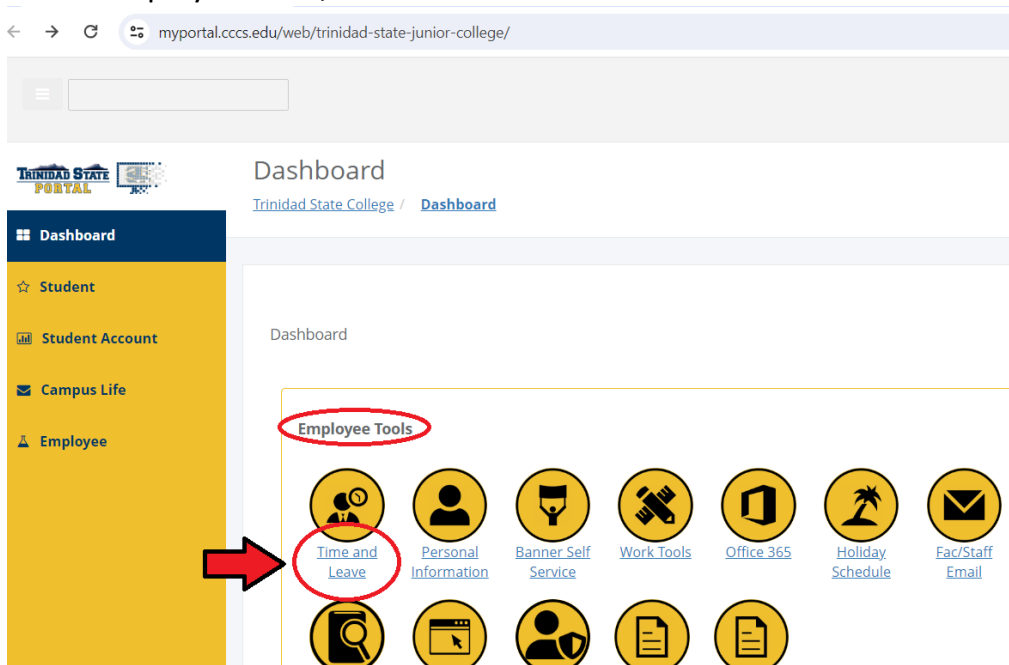 myportal.cccs.edu/web/trinidad-state-junior-college/
TRINIDAD STATE
PORTAL
Dashboard
Trinidad State College / Dashboard
Dashboard
Student
Student Account
Campus Life
Employee
Dashboard
Employee Tools
Time and Leave
Personal Information
Banner Self Service
Work Tools
Office 365
Holiday Schedule
Fac/Staff Email